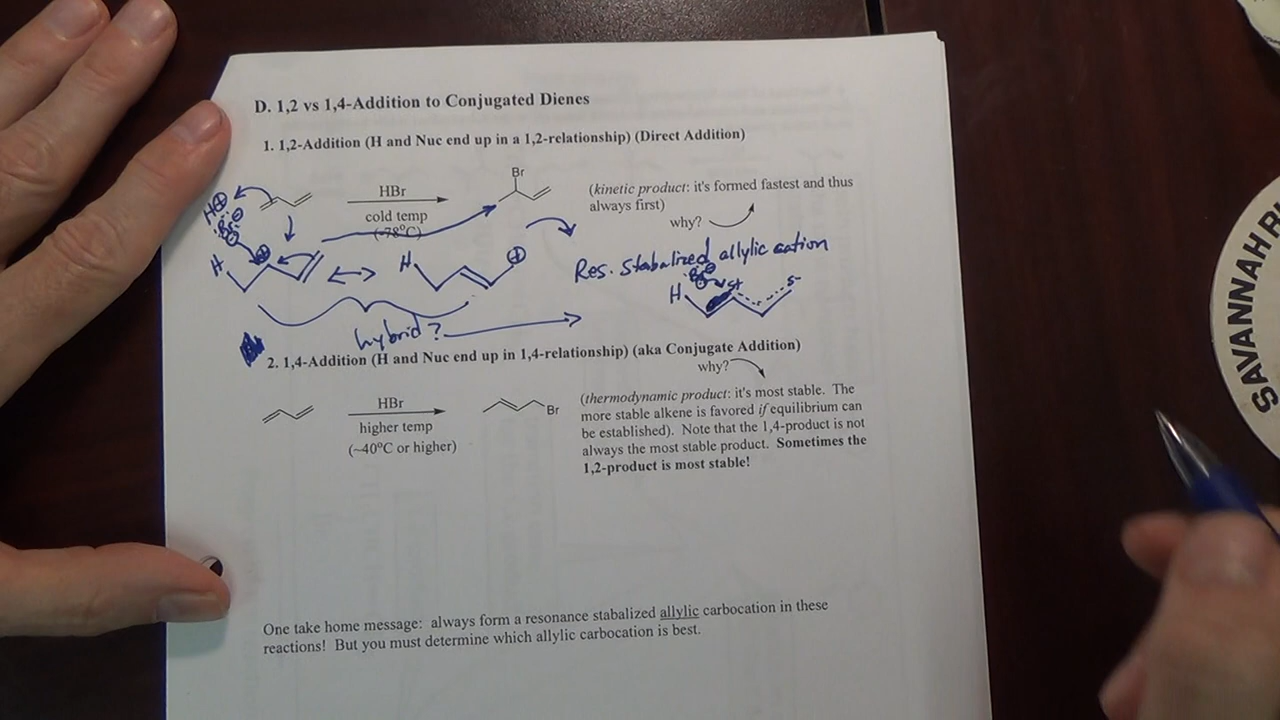 D. 1,2 vs 1,4-Addition to Conjugated Dienes
1. 1,2-Addition (H and Nuc end up in a 1,2-relationship) (Direct Addition)
Br
HBr
cold temp
(-78°C)
(kinetic product: it's formed fastest and thus
always first)
why?
H⊕
:Br:⊖
H
⊕
H
⊕
Res. Stabalized allylic cation
Br⊖
H
δ+
hybrid?
2. 1,4-Addition (H and Nuc end up in 1,4-relationship) (aka Conjugate Addition)
why?
HBr
higher temp
(~40°C or higher)
Br
(thermodynamic product: it's most stable. The
more stable alkene is favored if equilibrium can
be established). Note that the 1,4-product is not
always the most stable product. Sometimes the
1,2-product is most stable!
One take home message: always form a resonance stabalized allylic carbocation in these
reactions! But you must determine which allylic carbocation is best.
SAVANNAH